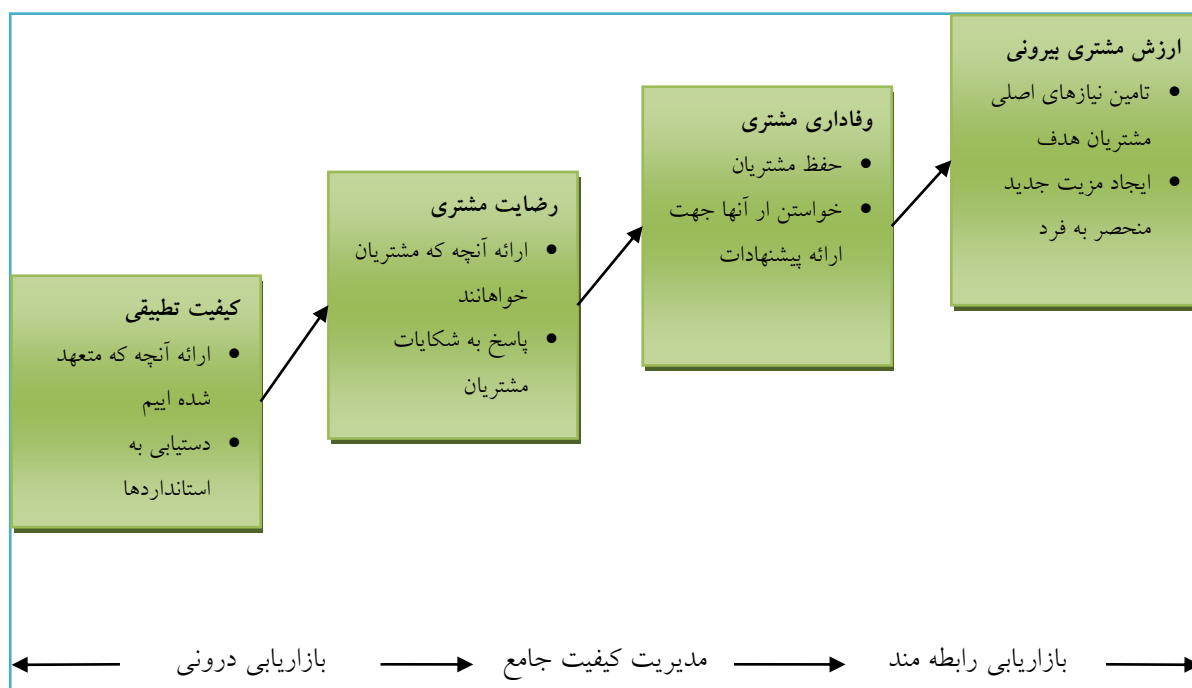 ارزش مشتری بیرونی
• تامین نیازهای اصلی
مشتریان هدف
• ایجاد مزیت جدید
منحصر به فرد
وفاداری مشتری
• حفظ مشتریان
• خواستن ار آنها جهت
ارائه پیشنهادات
رضایت مشتری
• ارائه آنچه که مشتریان
خواهانند
• پاسخ به شکایات
مشتریان
کیفیت تطبیقی
• ارائه آنچه که متعهد
شده اییم
• دستیابی به
استانداردها
بازاریابی رابطه مند
مدیریت کیفیت جامع
بازاریابی درونی